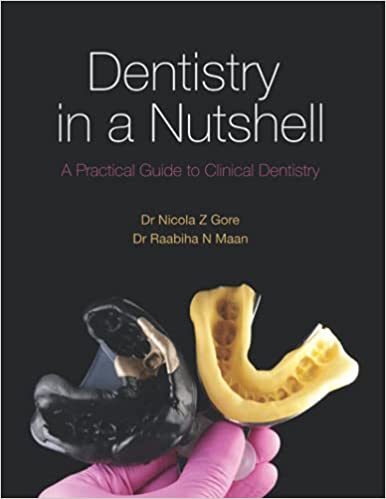 Dentistry
in a Nutshell
A Practical Guide to Clinical Dentistry
Dr Nicola Z Gore
Dr Raabiha N Maan